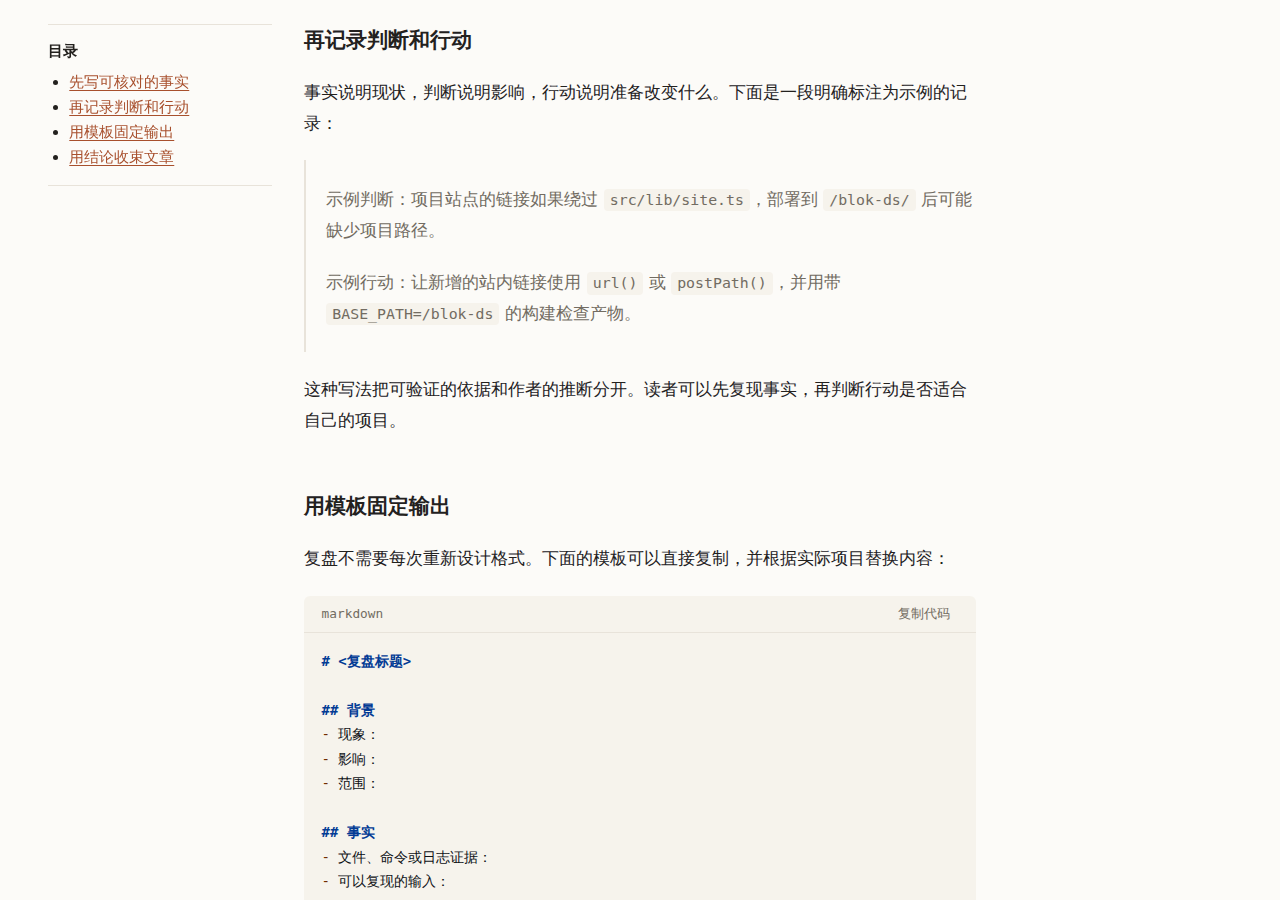 目录
先写可核对的事实
再记录判断和行动
用模板固定输出
用结论收束文章
再记录判断和行动
事实说明现状，判断说明影响，行动说明准备改变什么。下面是一段明确标注为示例的记
录：
示例判断：项目站点的链接如果绕过 src/lib/site.ts，部署到 /blok-ds/ 后可能
缺少项目路径。
示例行动：让新增的站内链接使用 url() 或 postPath()，并用带
BASE_PATH=/blok-ds 的构建检查产物。
这种写法把可验证的依据和作者的推断分开。读者可以先复现事实，再判断行动是否适合
自己的项目。
用模板固定输出
复盘不需要每次重新设计格式。下面的模板可以直接复制，并根据实际项目替换内容：
markdown
复制代码
# <复盘标题>
## 背景
- 现象：
- 影响：
- 范围：
## 事实
- 文件、命令或日志证据：
- 可以复现的输入：